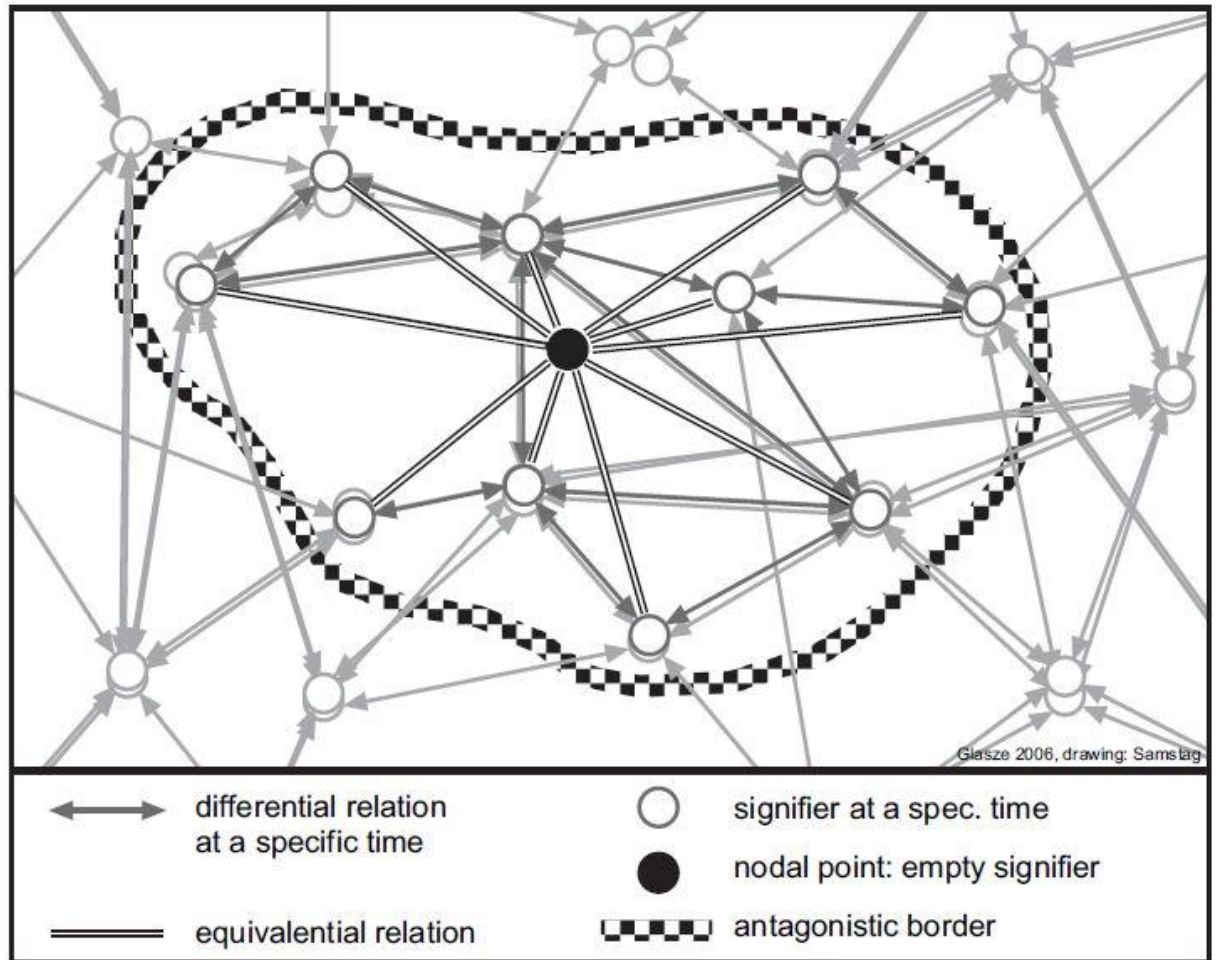 Glasze 2006, drawing: Samstag
differential relation
at a specific time
equivalential relation
signifier at a spec. time
nodal point: empty signifier
antagonistic border